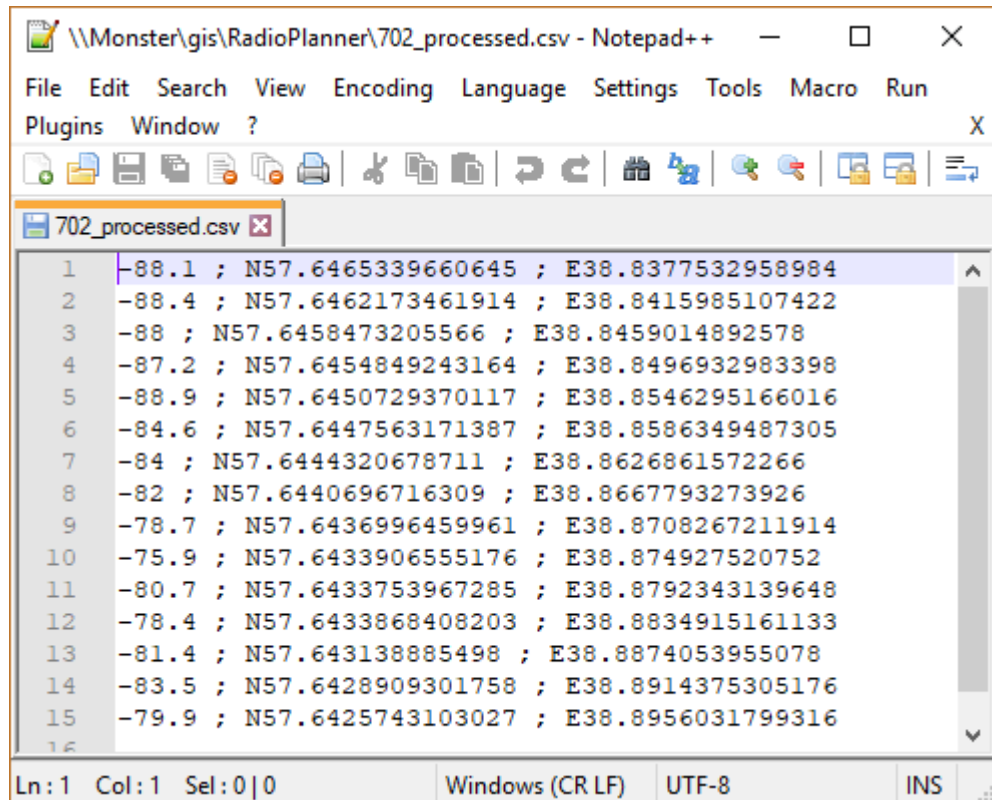 \\Monster\gis\RadioPlanner\702_processed.csv - Notepad++
File Edit Search View Encoding Language Settings Tools Macro Run
Plugins Window ? X
702_processed.csv
1 -88.1 ; N57.6465339660645 ; E38.8377532958984
2 -88.4 ; N57.6462173461914 ; E38.8415985107422
3 -88 ; N57.6458473205566 ; E38.8459014892578
4 -87.2 ; N57.6454849243164 ; E38.8496932983398
5 -88.9 ; N57.6450729370117 ; E38.8546295166016
6 -84.6 ; N57.6447563171387 ; E38.8586349487305
7 -84 ; N57.6444320678711 ; E38.8626861572266
8 -82 ; N57.6440696716309 ; E38.8667793273926
9 -78.7 ; N57.6436996459961 ; E38.8708267211914
10 -75.9 ; N57.6433906555176 ; E38.874927520752
11 -80.7 ; N57.6433753967285 ; E38.8792343139648
12 -78.4 ; N57.6433868408203 ; E38.8834915161133
13 -81.4 ; N57.643138885498 ; E38.8874053955078
14 -83.5 ; N57.6428909301758 ; E38.8914375305176
15 -79.9 ; N57.6425743103027 ; E38.8956031799316
16
Ln : 1 Col : 1 Sel : 0 | 0 Windows (CR LF) UTF-8 INS